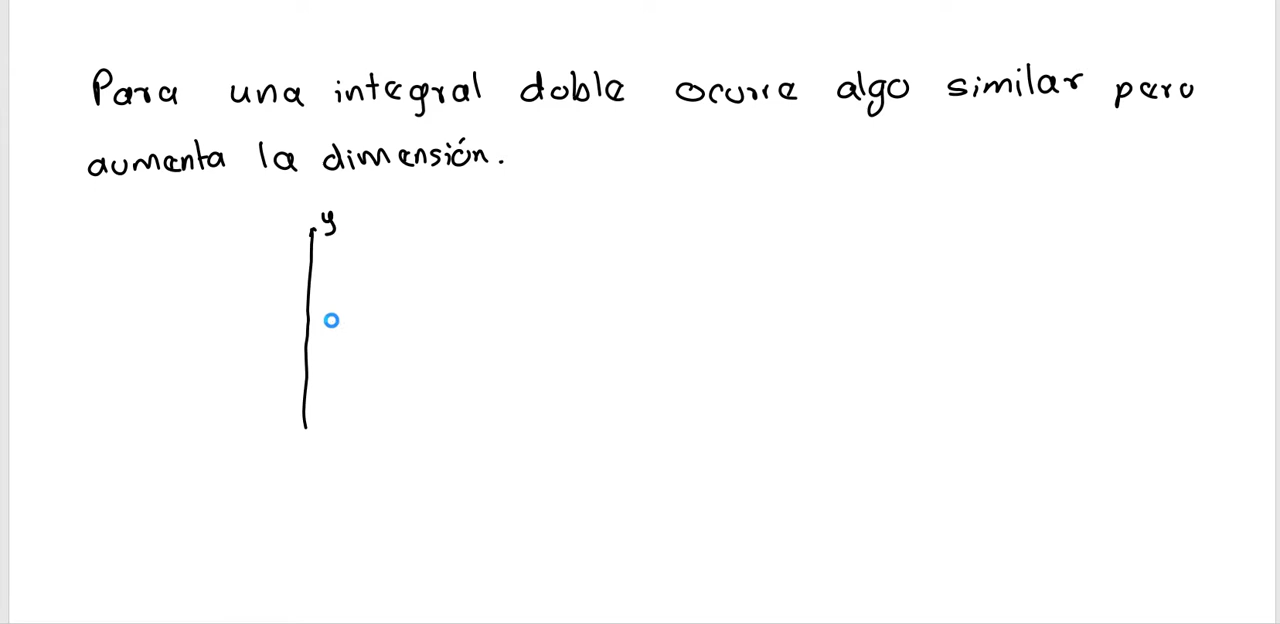 Para una integral doble ocurre algo similar pero
aumenta la dimensión.
y